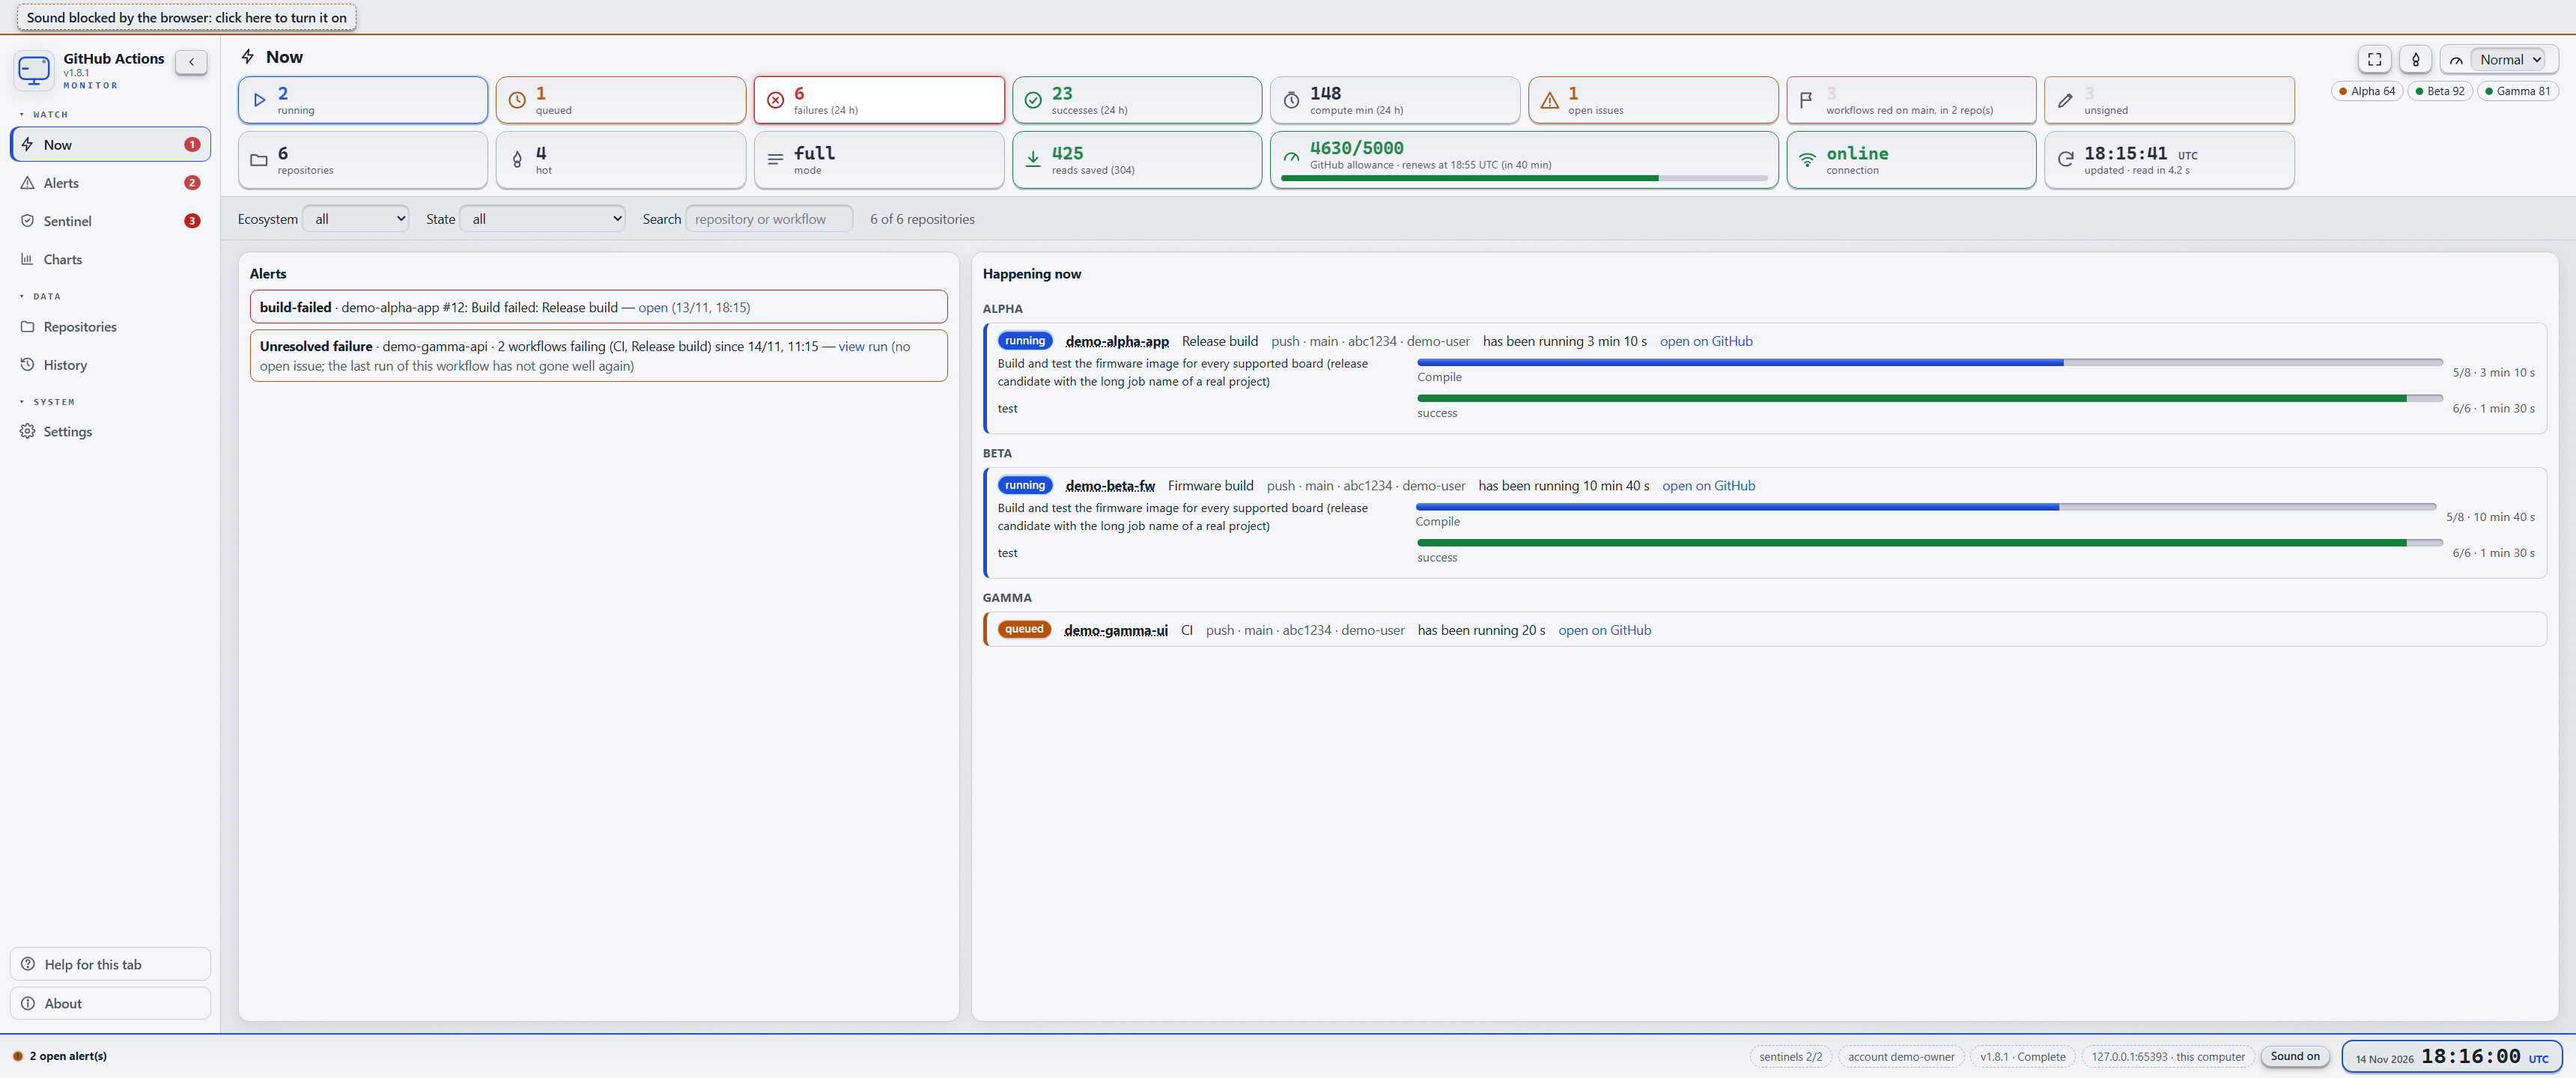 Sound blocked by the browser: click here to turn it on
GitHub Actions
v1.8.1
MONITOR
WATCH
Now 1
Alerts 2
Sentinel 3
Charts
DATA
Repositories
History
SYSTEM
Settings
Help for this tab
About
Now
Normal
2
running
1
queued
6
failures (24 h)
23
successes (24 h)
148
compute min (24 h)
1
open issues
3
workflows red on main, in 2 repo(s)
3
unsigned
Alpha 64
Beta 92
Gamma 81
6
repositories
4
hot
full
mode
425
reads saved (304)
4630/5000
GitHub allowance · renews at 18:55 UTC (in 40 min)
online
connection
18:15:41 UTC
updated · read in 4.2 s
Ecosystem all State all Search repository or workflow 6 of 6 repositories
Alerts
build-failed · demo-alpha-app #12: Build failed: Release build — open (13/11, 18:15)
Unresolved failure · demo-gamma-api · 2 workflows failing (CI, Release build) since 14/11, 11:15 — view run (no
open issue; the last run of this workflow has not gone well again)
Happening now
ALPHA
running demo-alpha-app Release build push · main · abc1234 · demo-user has been running 3 min 10 s open on GitHub
Build and test the firmware image for every supported board (release
candidate with the long job name of a real project)
Compile
5/8 · 3 min 10 s
test
success
6/6 · 1 min 30 s
BETA
running demo-beta-fw Firmware build push · main · abc1234 · demo-user has been running 10 min 40 s open on GitHub
Build and test the firmware image for every supported board (release
candidate with the long job name of a real project)
Compile
5/8 · 10 min 40 s
test
success
6/6 · 1 min 30 s
GAMMA
queued demo-gamma-ui CI push · main · abc1234 · demo-user has been running 20 s open on GitHub
2 open alert(s)
sentinels 2/2
account demo-owner
v1.8.1 · Complete
127.0.0.1:65393 · this computer
Sound on
14 Nov 2026 18:16:00 UTC